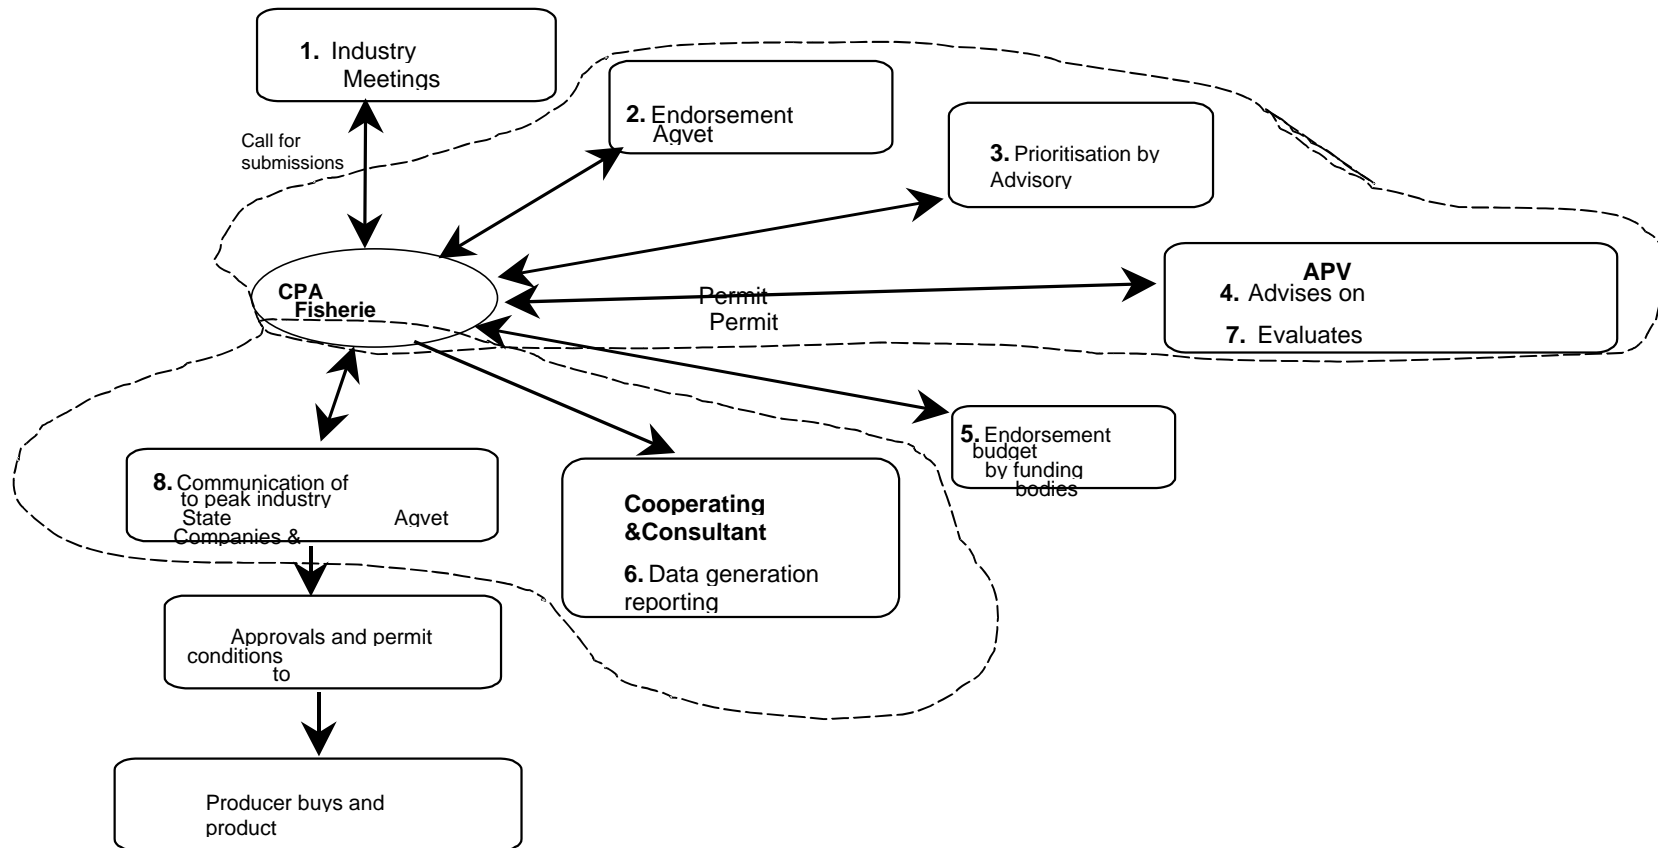 1. Industry
Meetings
Call for
submissions
2. Endorsement
Agvet
3. Prioritisation by
Advisory
CPA
Fisherie
Permit
Permit
APV
4. Advises on
7. Evaluates
5. Endorsement
budget
by funding
bodies
8. Communication of
to peak industry
State Agvet
Companies &
Cooperating
&Consultant
6. Data generation
reporting
Approvals and permit
conditions
to
Producer buys and
product